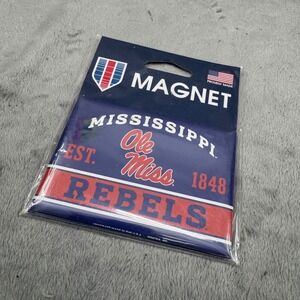 MAGNET
MISSISSIPPI
Ole
Miss
EST. 1848
REBELS